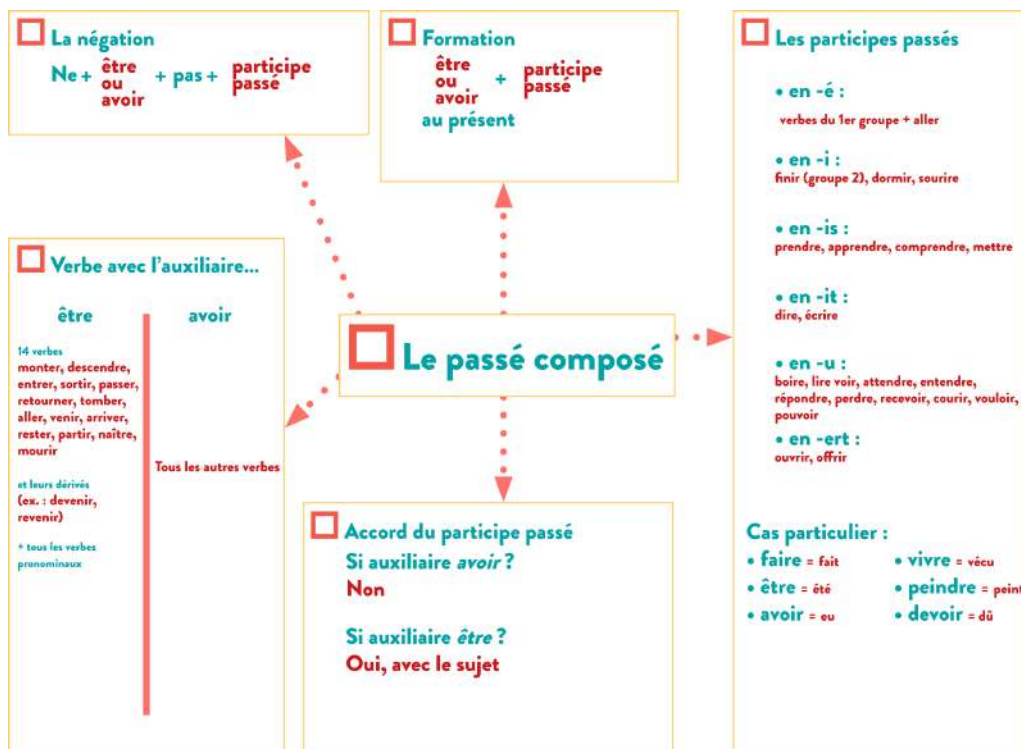 La négation
Ne + être ou avoir + pas + participe passé
Formation
être ou avoir + participe passé
au présent
Les participes passés
• en -é :
verbes du 1er groupe + aller
• en -i :
finir (groupe 2), dormir, sourire
• en -is :
prendre, apprendre, comprendre, mettre
• en -it :
dire, écrire
• en -u :
boire, lire voir, attendre, entendre,
répondre, perdre, recevoir, courir, vouloir,
pouvoir
• en -ert :
ouvrir, offrir
Cas particulier :
• faire = fait
• être = été
• avoir = eu
• vivre = vécu
• peindre = peint
• devoir = dû
Verbe avec l'auxiliaire...
être
14 verbes
monter, descendre,
entrer, sortir, passer,
retourner, tomber,
aller, venir, arriver,
rester, partir, naître,
mourir
et leurs dérivés
(ex. : devenir,
revenir)
+ tous les verbes
pronominaux
avoir
Tous les autres verbes
Le passé composé
Accord du participe passé
Si auxiliaire avoir ?
Non
Si auxiliaire être ?
Oui, avec le sujet